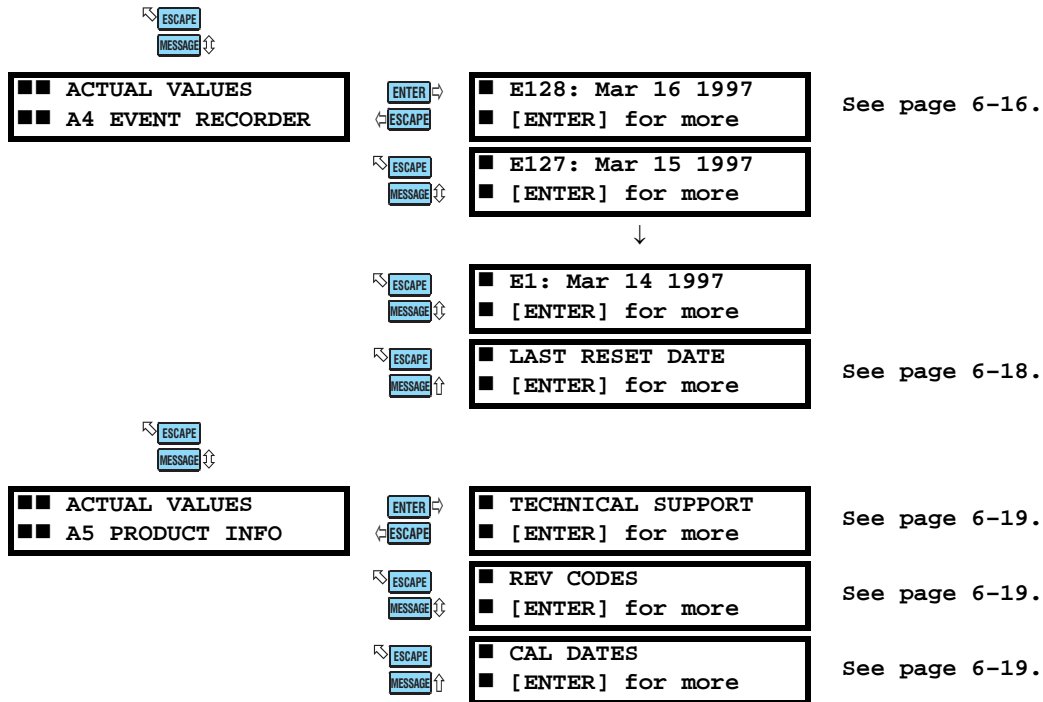 ESCAPE
MESSAGE
■■ ACTUAL VALUES
■■ A4 EVENT RECORDER
ENTER
ESCAPE
■ E128: Mar 16 1997
■ [ENTER] for more
See page 6-16.
ESCAPE
MESSAGE
■ E127: Mar 15 1997
■ [ENTER] for more
↓
ESCAPE
MESSAGE
■ E1: Mar 14 1997
■ [ENTER] for more
ESCAPE
MESSAGE
■ LAST RESET DATE
■ [ENTER] for more
See page 6-18.
ESCAPE
MESSAGE
■■ ACTUAL VALUES
■■ A5 PRODUCT INFO
ENTER
ESCAPE
■ TECHNICAL SUPPORT
■ [ENTER] for more
See page 6-19.
ESCAPE
MESSAGE
■ REV CODES
■ [ENTER] for more
See page 6-19.
ESCAPE
MESSAGE
■ CAL DATES
■ [ENTER] for more
See page 6-19.